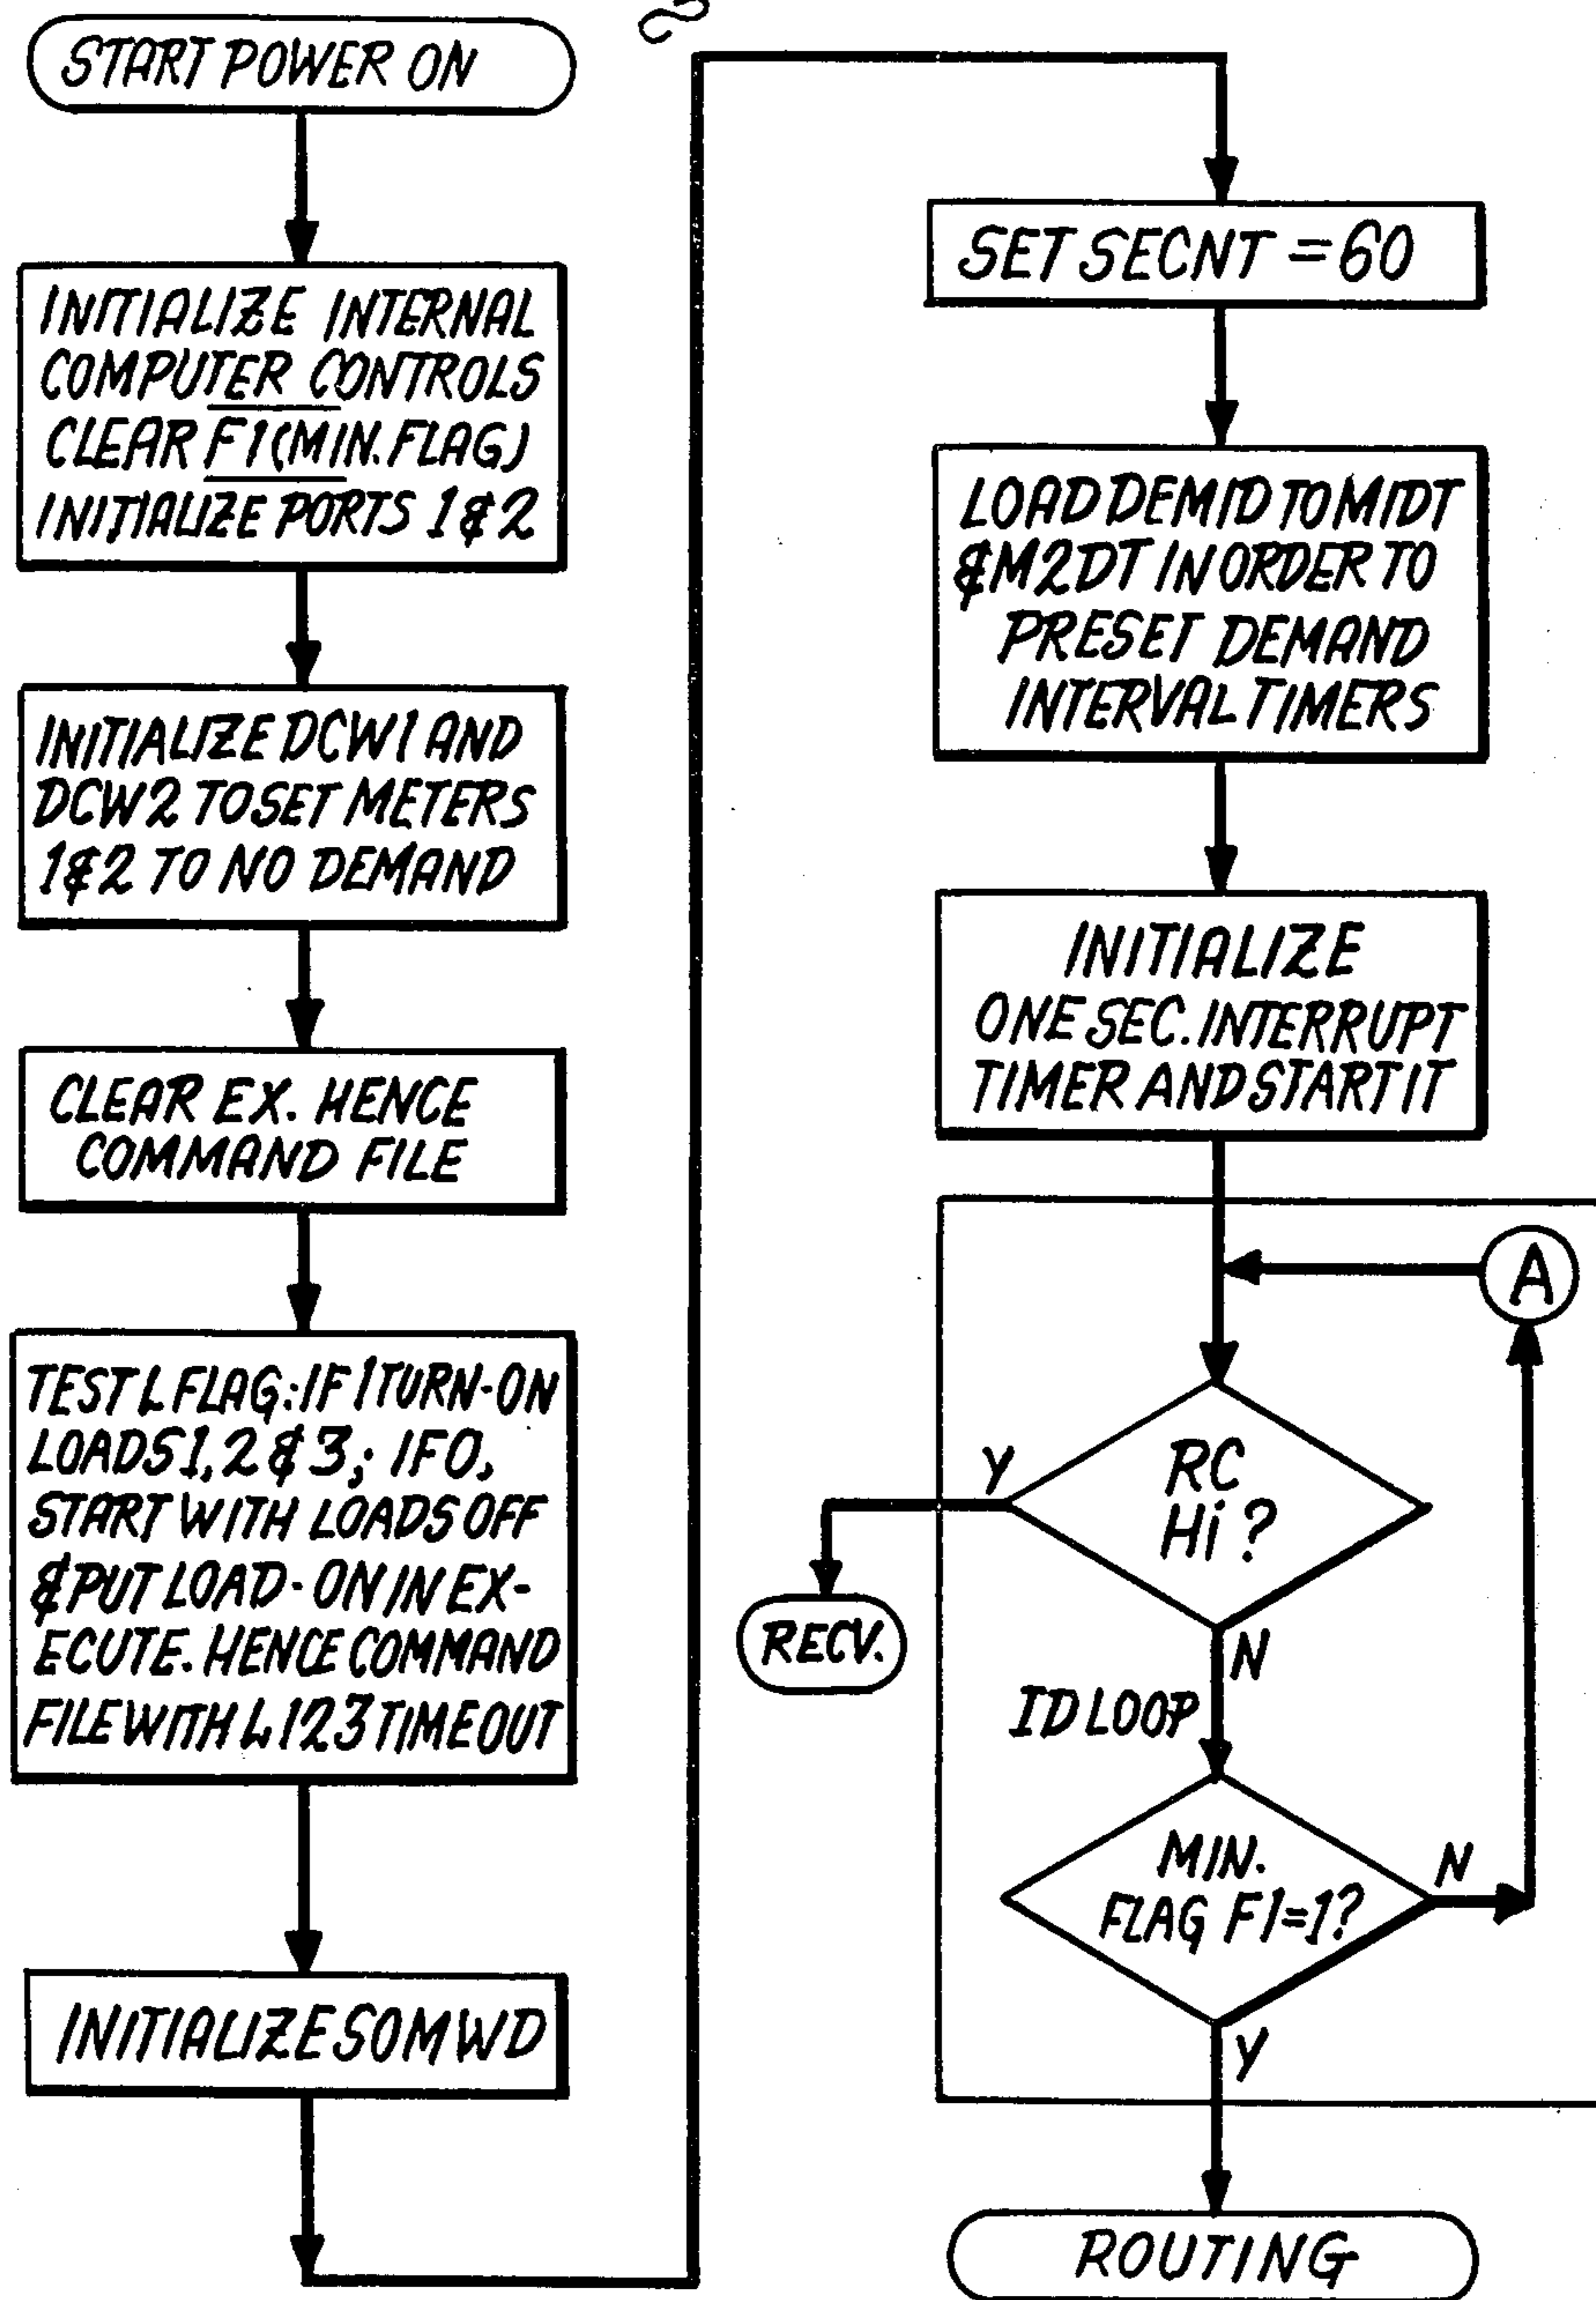 START POWER ON
INITIALIZE INTERNAL
COMPUTER CONTROLS
CLEAR F1(MIN. FLAG)
INITIALIZE PORTS 1&2
INITIALIZE DCW1 AND
DCW2 TO SET METERS
1&2 TO NO DEMAND
CLEAR EX. HENCE
COMMAND FILE
TEST L FLAG: IF 1 TURN-ON
LOADS 1, 2 & 3; IF 0,
START WITH LOADS OFF
& PUT LOAD-ON IN EX-
ECUTE. HENCE COMMAND
FILE WITH L123 TIMEOUT
INITIALIZE SOMWD
SET SECNT = 60
LOAD DEMID TO MIDT
& M2DT IN ORDER TO
PRESET DEMAND
INTERVAL TIMERS
INITIALIZE
ONE SEC. INTERRUPT
TIMER AND START IT
A
RC
Hi ?
Y
RECV.
N
ID LOOP
MIN.
FLAG F1=1?
N
Y
ROUTING